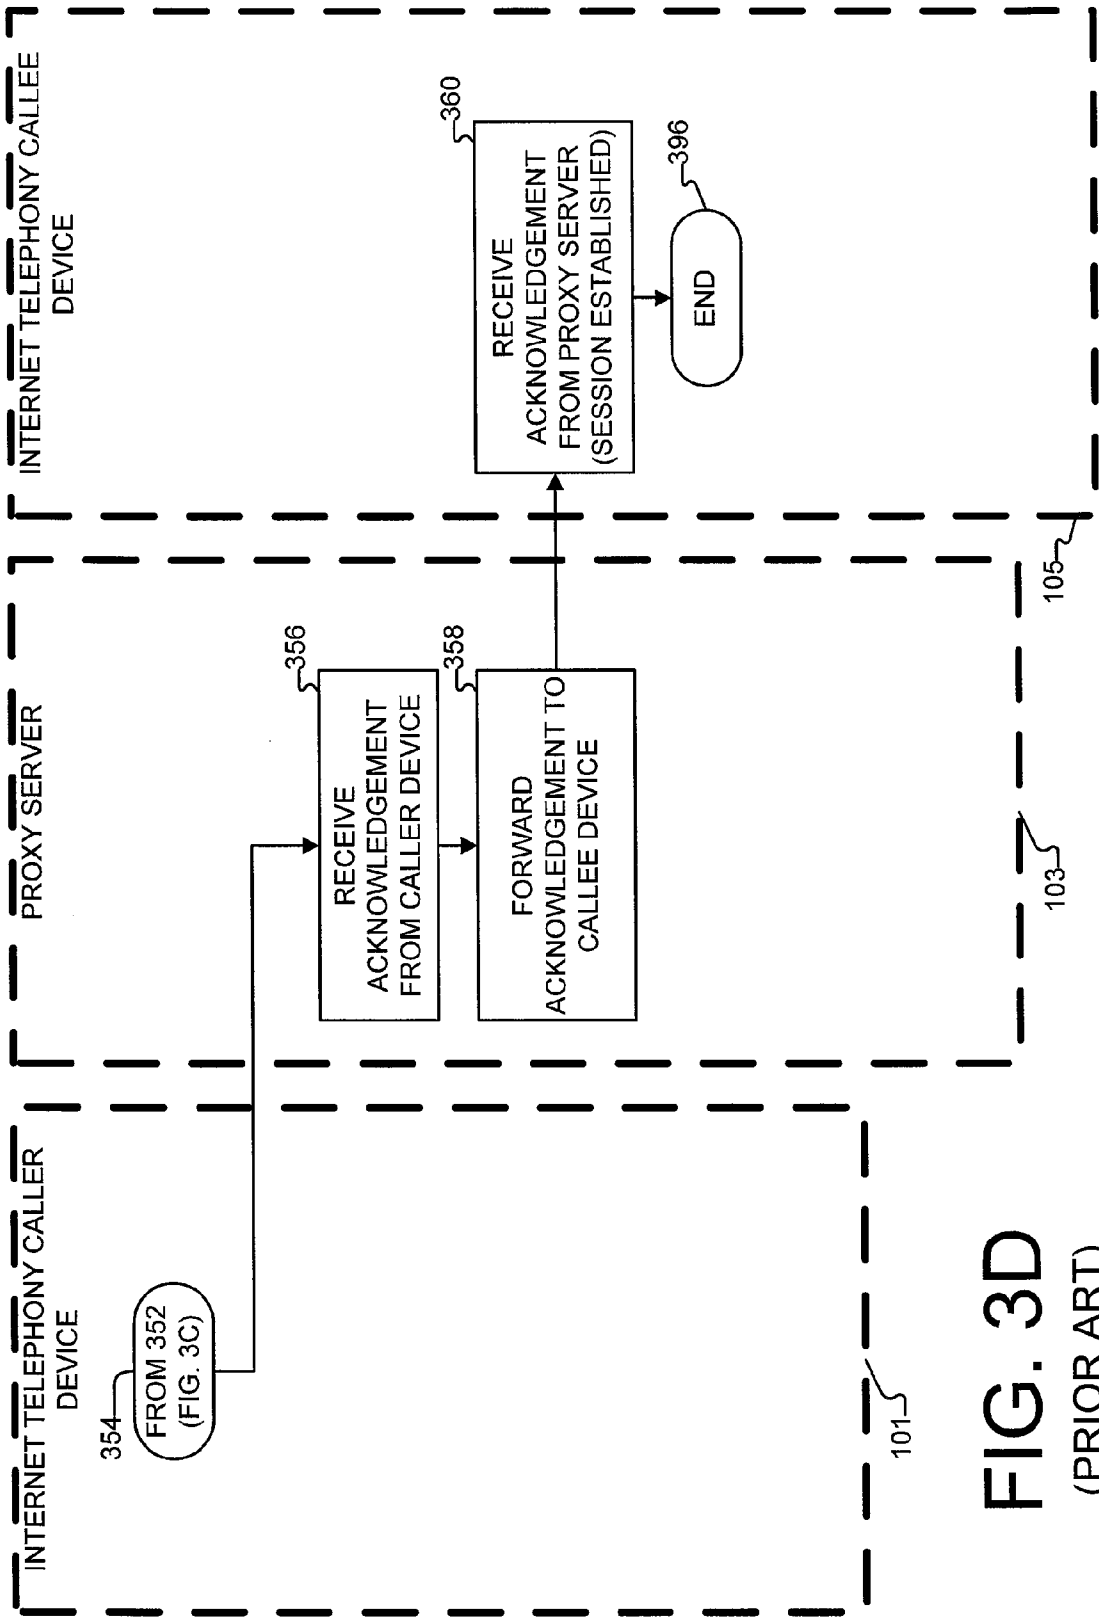 INTERNET TELEPHONY CALLER
DEVICE
354
FROM 352
(FIG. 3C)
101
PROXY SERVER
356
RECEIVE
ACKNOWLEDGEMENT
FROM CALLER DEVICE
358
FORWARD
ACKNOWLEDGEMENT TO
CALLEE DEVICE
103
INTERNET TELEPHONY CALLEE
DEVICE
360
RECEIVE
ACKNOWLEDGEMENT
FROM PROXY SERVER
(SESSION ESTABLISHED)
396
END
105
FIG. 3D
(PRIOR ART)